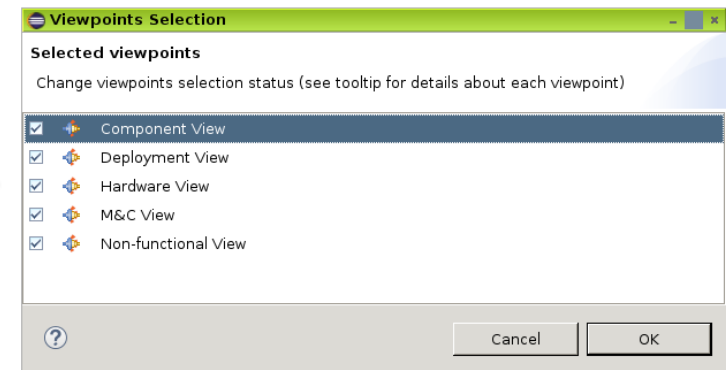 Viewpoints Selection
Selected viewpoints
Change viewpoints selection status (see tooltip for details about each viewpoint)
Component View
Deployment View
Hardware View
M&C View
Non-functional View
?
Cancel
OK